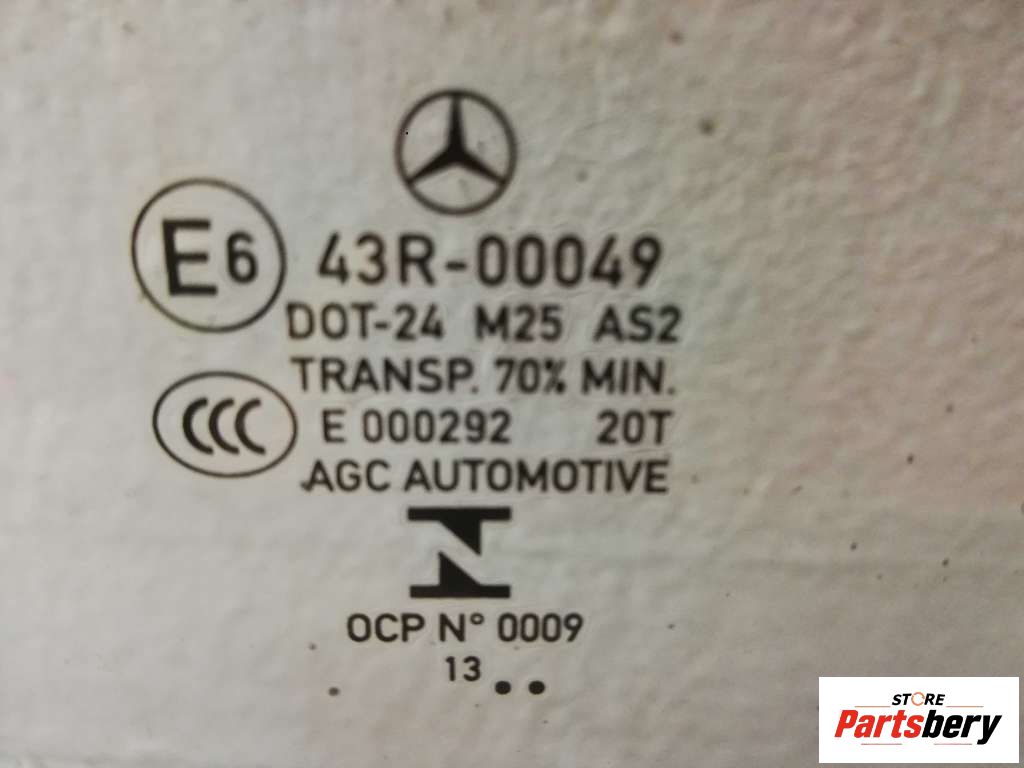 E6 43R-00049
DOT-24 M25 AS2
TRANSP. 70% MIN.
CCC E 000292 20T
AGC AUTOMOTIVE
N
OCP N° 0009
13 ..
STORE
Partsbery